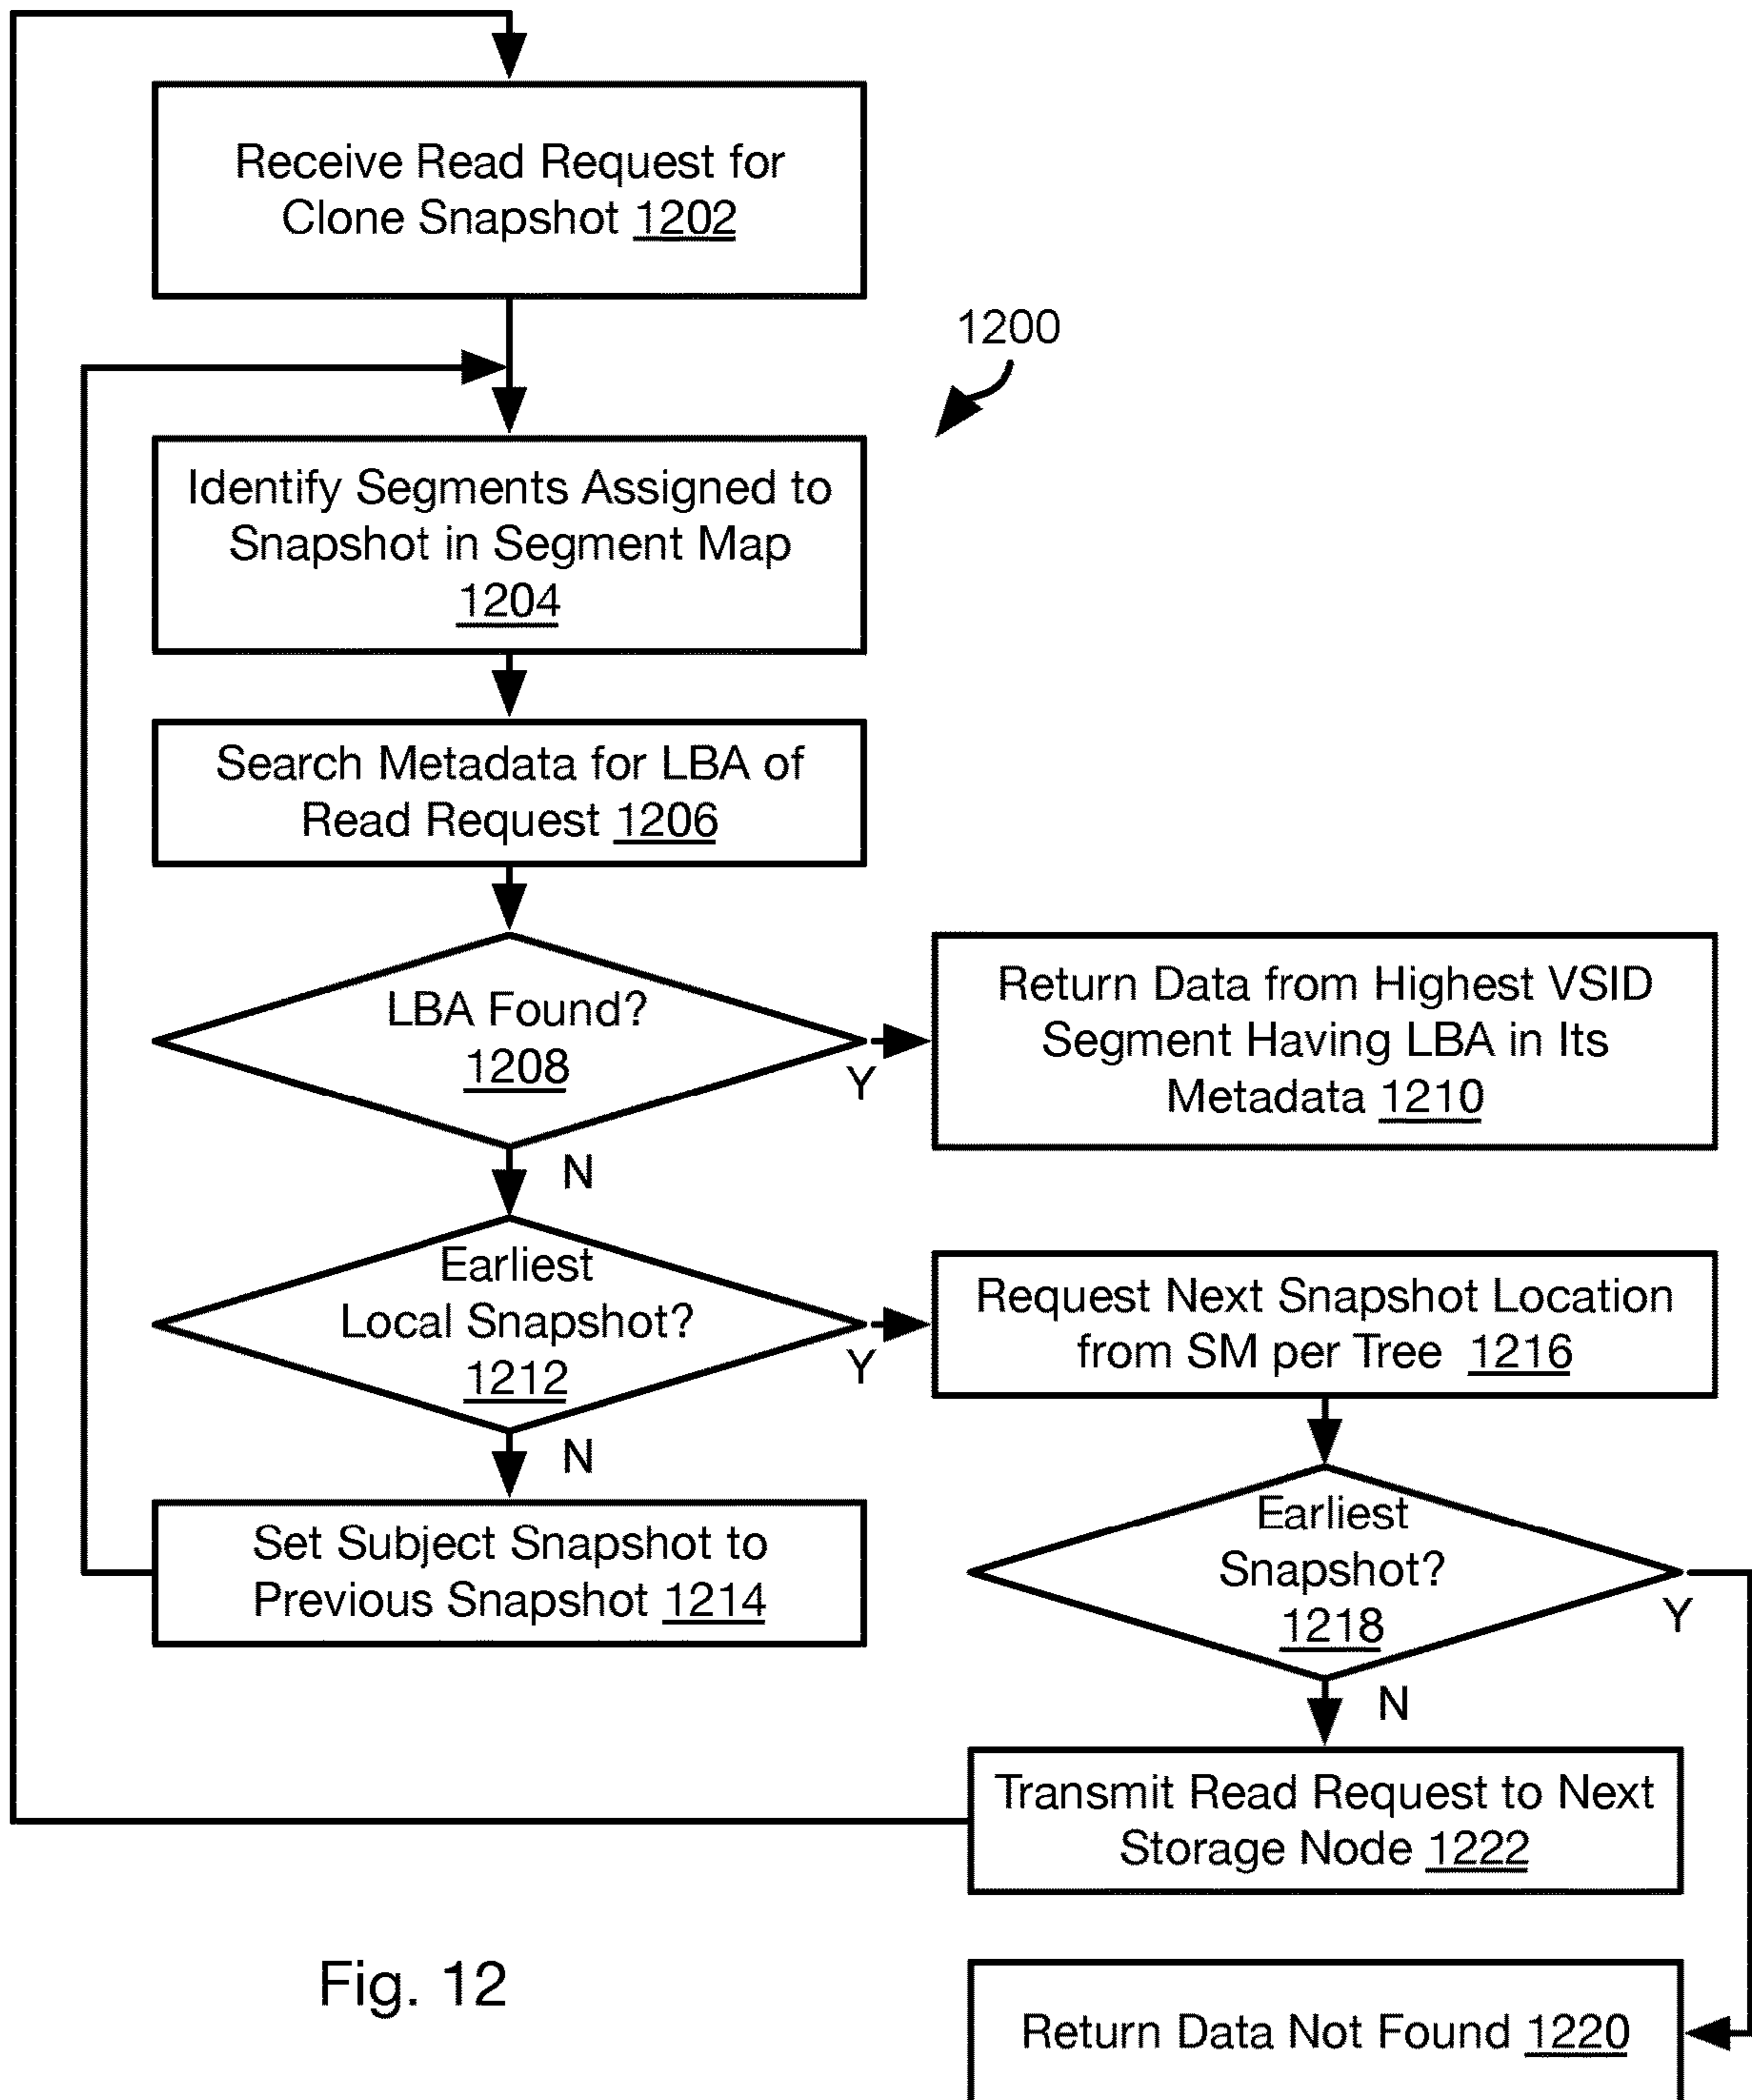 Receive Read Request for
Clone Snapshot 1202
1200
Identify Segments Assigned to
Snapshot in Segment Map
1204
Search Metadata for LBA of
Read Request 1206
LBA Found?
1208
Y
N
Return Data from Highest VSID
Segment Having LBA in Its
Metadata 1210
Earliest
Local Snapshot?
1212
Y
N
Request Next Snapshot Location
from SM per Tree 1216
Set Subject Snapshot to
Previous Snapshot 1214
Earliest
Snapshot?
1218
Y
N
Transmit Read Request to Next
Storage Node 1222
Return Data Not Found 1220
Fig. 12